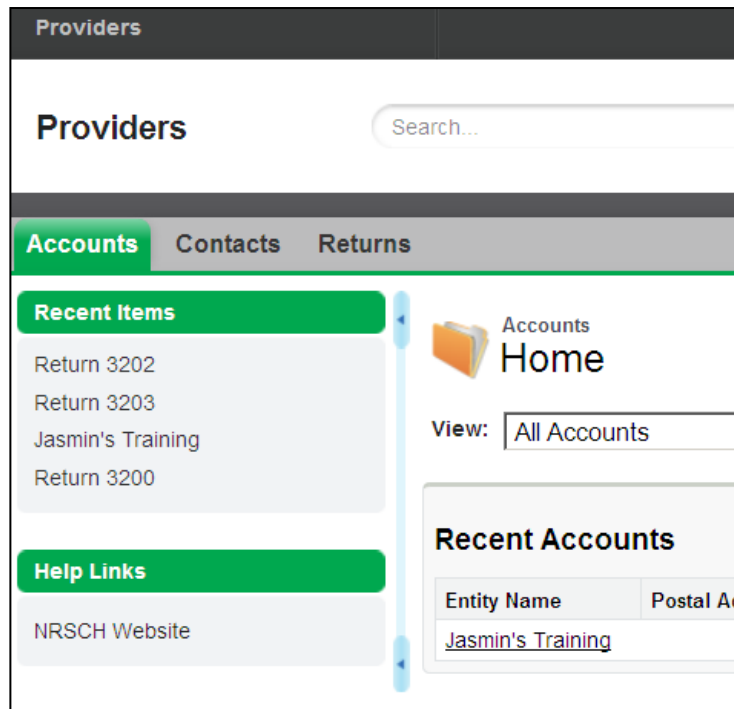 Providers
Providers
Search...
Accounts Contacts Returns
Recent Items
Return 3202
Return 3203
Jasmin's Training
Return 3200
Help Links
NRSCH Website
Accounts
Home
View: All Accounts
Recent Accounts
Entity Name Postal
Jasmin's Training